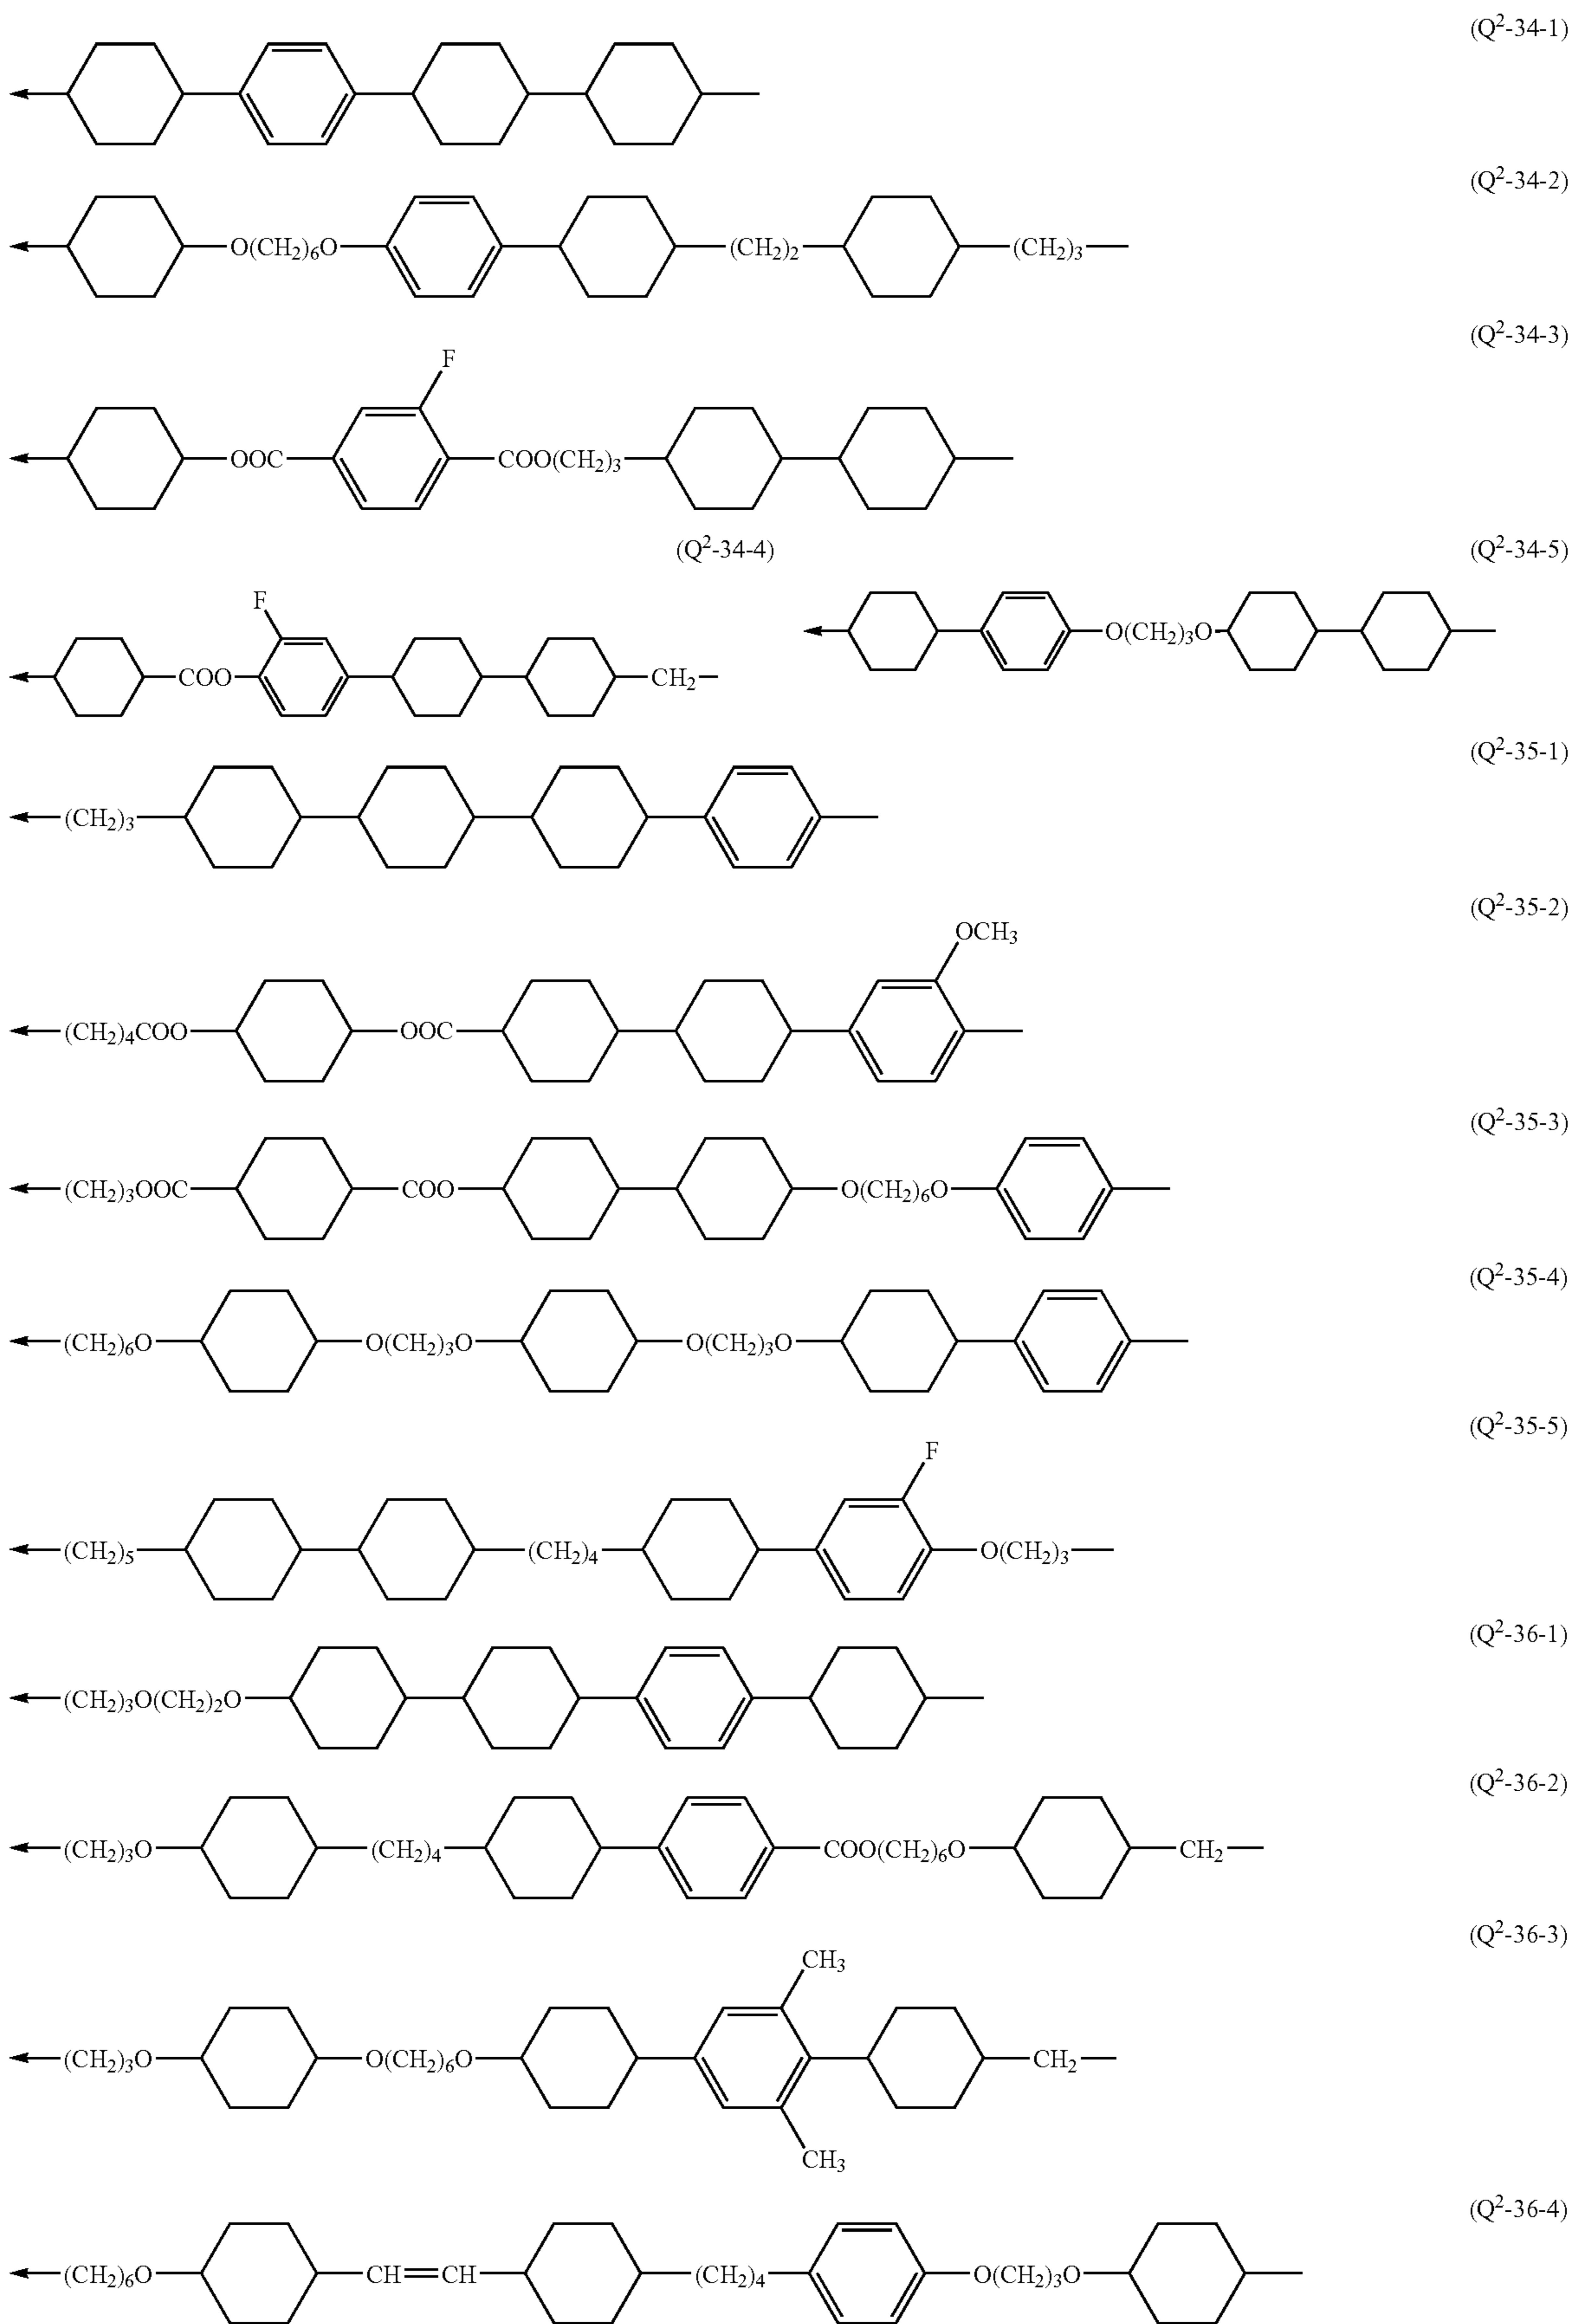 (Q²-34-1)
(Q²-34-2)
O(CH₂)₆O (CH₂)₂ (CH₂)₃
(Q²-34-3)
F
OOC COO(CH₂)₃
(Q²-34-4) (Q²-34-5)
F
O(CH₂)₃O
COO CH₂
(Q²-35-1)
(CH₂)₃
(Q²-35-2)
OCH₃
(CH₂)₄COO OOC
(Q²-35-3)
(CH₂)₃OOC COO O(CH₂)₆O
(Q²-35-4)
(CH₂)₆O O(CH₂)₃O O(CH₂)₃O
(Q²-35-5)
F
(CH₂)₅ (CH₂)₄ O(CH₂)₃
(Q²-36-1)
(CH₂)₃O(CH₂)₂O
(Q²-36-2)
(CH₂)₃O (CH₂)₄ COO(CH₂)₆O CH₂
(Q²-36-3)
CH₃
(CH₂)₃O O(CH₂)₆O CH₂
CH₃
(Q²-36-4)
(CH₂)₆O CH=CH (CH₂)₄ O(CH₂)₃O